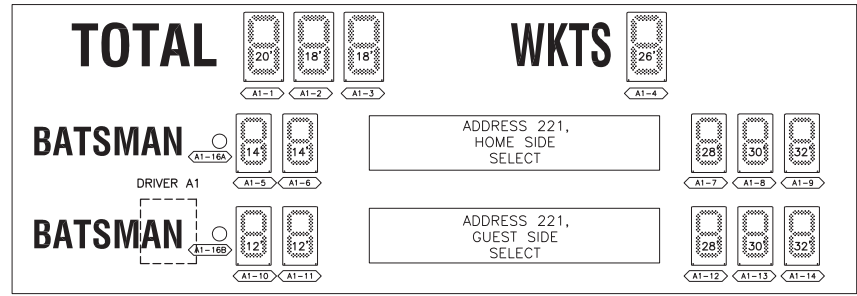 TOTAL 20' 18' 18' WKTS 26'
A1-1 A1-2 A1-3 A1-4
BATSMAN A1-16A 14' 14' ADDRESS 221, 28' 30' 32'
HOME SIDE
SELECT
DRIVER A1 A1-5 A1-6 A1-7 A1-8 A1-9
BATSMAN A1-16B 12' 12' ADDRESS 221, 28' 30' 32'
GUEST SIDE
SELECT
A1-10 A1-11 A1-12 A1-13 A1-14